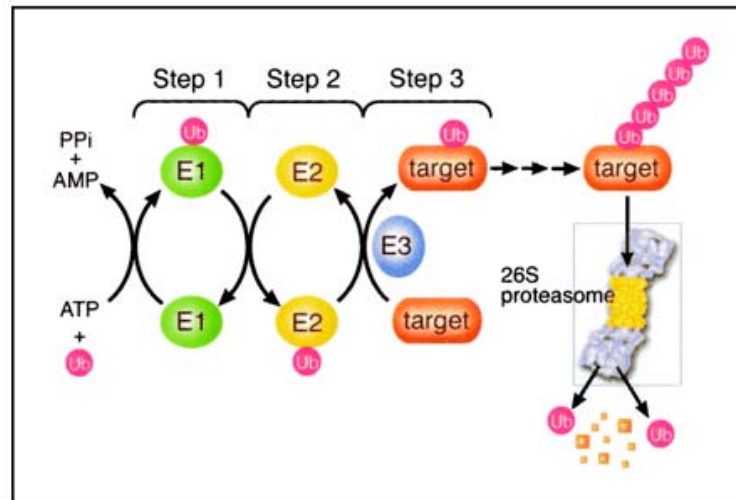 Step 1
Step 2
Step 3
PPi
+
AMP
Ub
E1
E2
Ub
target
Ub
target
E3
ATP
+
Ub
E1
E2
Ub
target
26S
proteasome
Ub
Ub
Ub
Ub
Ub
Ub